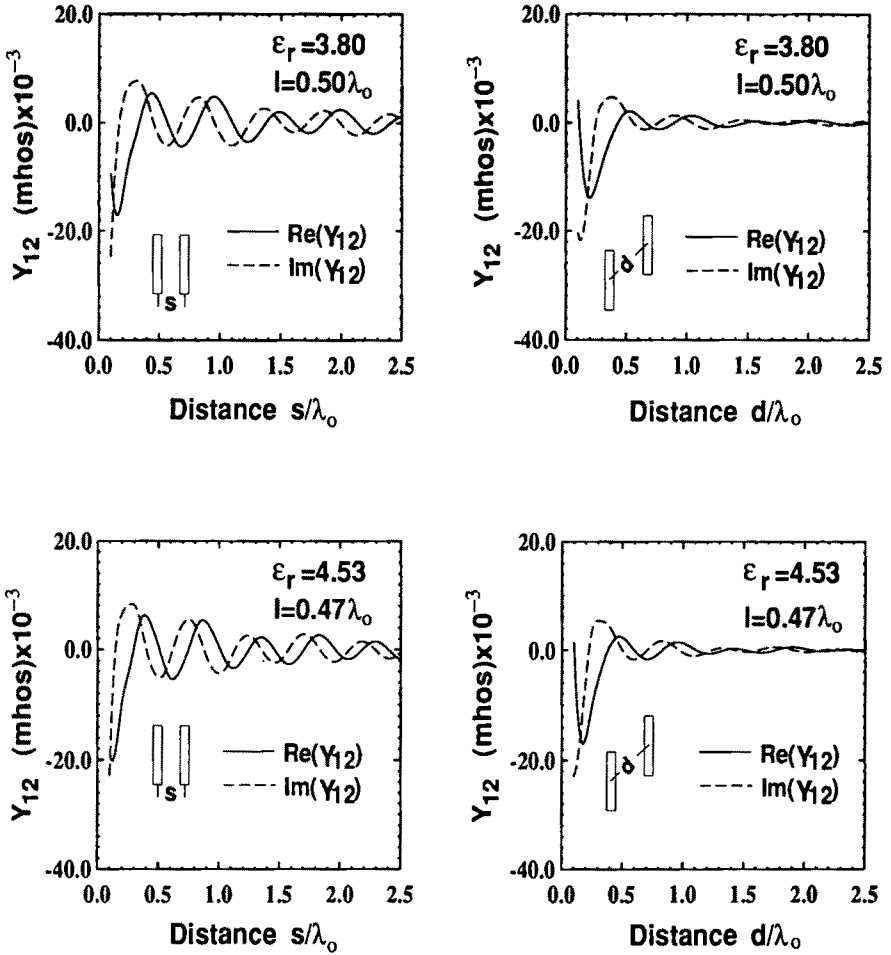 20.0
0.0
-20.0
-40.0
Y12 (mhos)x10⁻³
εr=3.80
l=0.50λo
Re(Y12)
Im(Y12)
s
0.0 0.5 1.0 1.5 2.0 2.5
Distance s/λo
20.0
0.0
-20.0
-40.0
Y12 (mhos)x10⁻³
εr=3.80
l=0.50λo
Re(Y12)
Im(Y12)
d
0.0 0.5 1.0 1.5 2.0 2.5
Distance d/λo
20.0
0.0
-20.0
-40.0
Y12 (mhos)x10⁻³
εr=4.53
l=0.47λo
Re(Y12)
Im(Y12)
s
0.0 0.5 1.0 1.5 2.0 2.5
Distance s/λo
20.0
0.0
-20.0
-40.0
Y12 (mhos)x10⁻³
εr=4.53
l=0.47λo
Re(Y12)
Im(Y12)
d
0.0 0.5 1.0 1.5 2.0 2.5
Distance d/λo